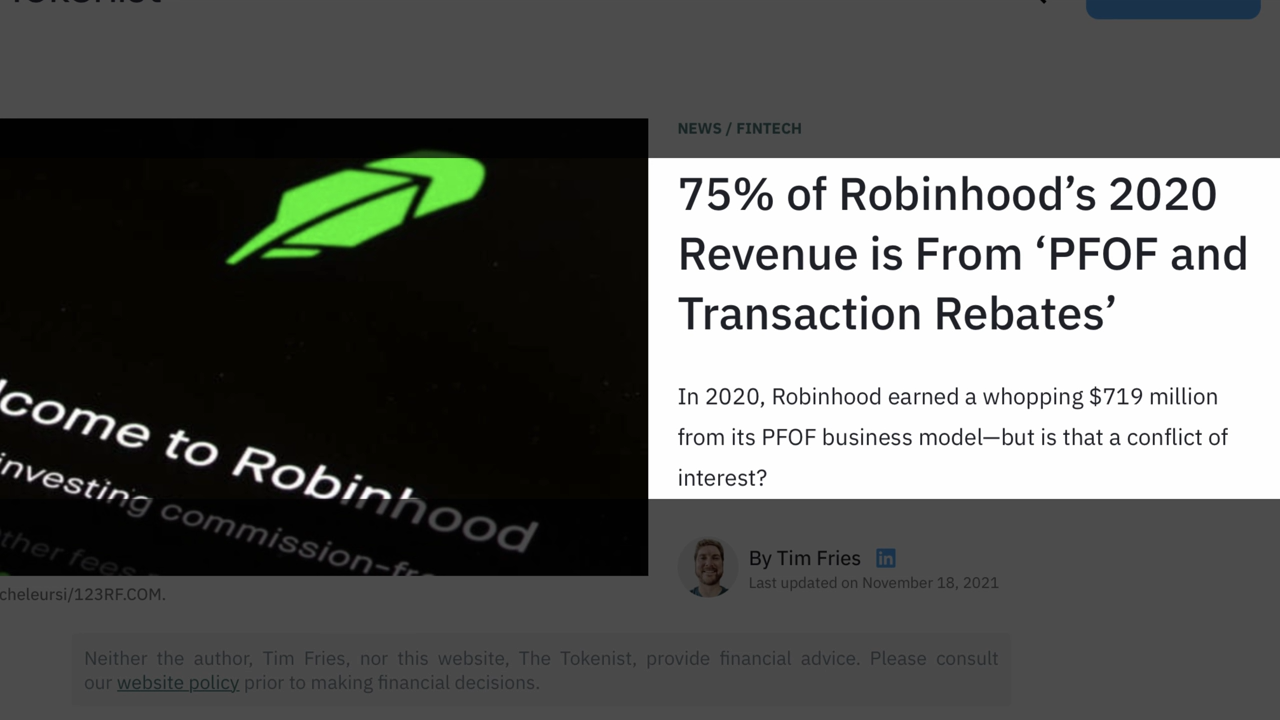 NEWS / FINTECH
75% of Robinhood’s 2020
Revenue is From ‘PFOF and
Transaction Rebates’
In 2020, Robinhood earned a whopping $719 million
from its PFOF business model—but is that a conflict of
interest?
lcome to Robinhood
investing commission-fr
ther fees
By Tim Fries in
Last updated on November 18, 2021
cheleursi/123RF.COM.
Neither the author, Tim Fries, nor this website, The Tokenist, provide financial advice. Please consult
our website policy prior to making financial decisions.